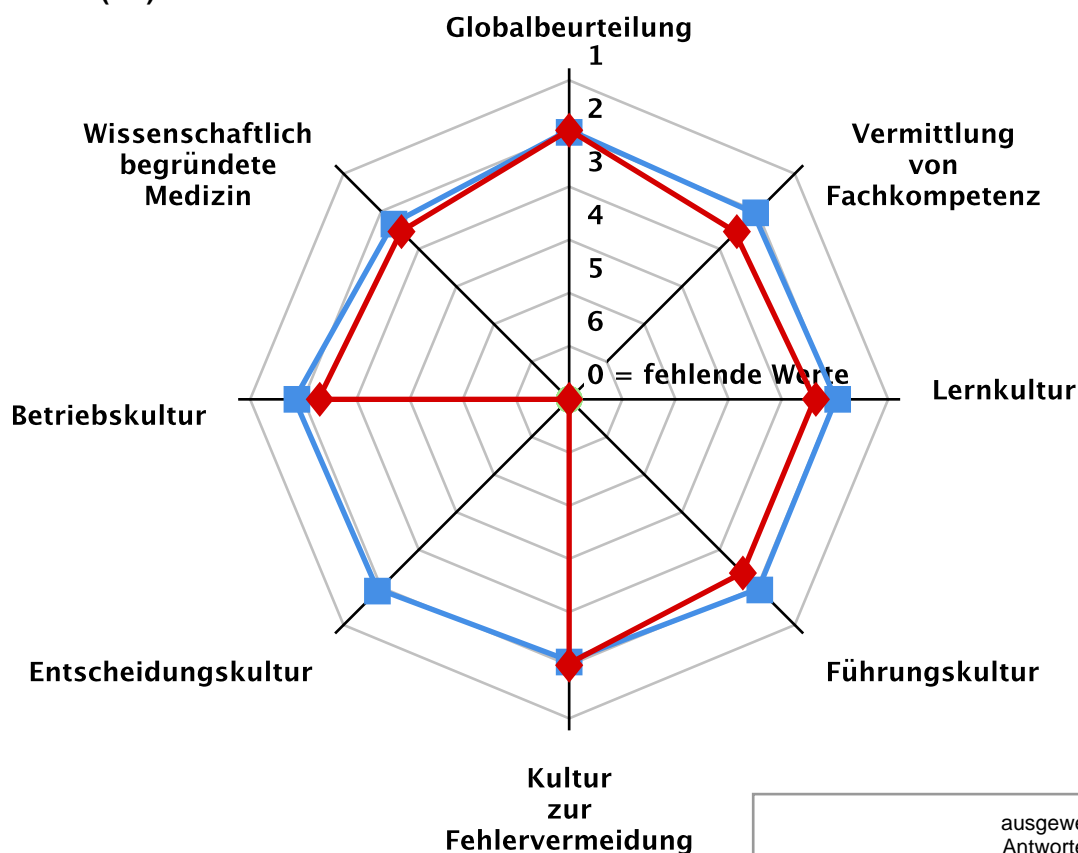 Globalbeurteilung
1
2
3
4
5
6
0 = fehlende Werte
Vermittlung
von
Fachkompetenz
Lernkultur
Führungskultur
Kultur
zur
Fehlervermeidung
Entscheidungskultur
Betriebskultur
Wissenschaftlich
begründete
Medizin